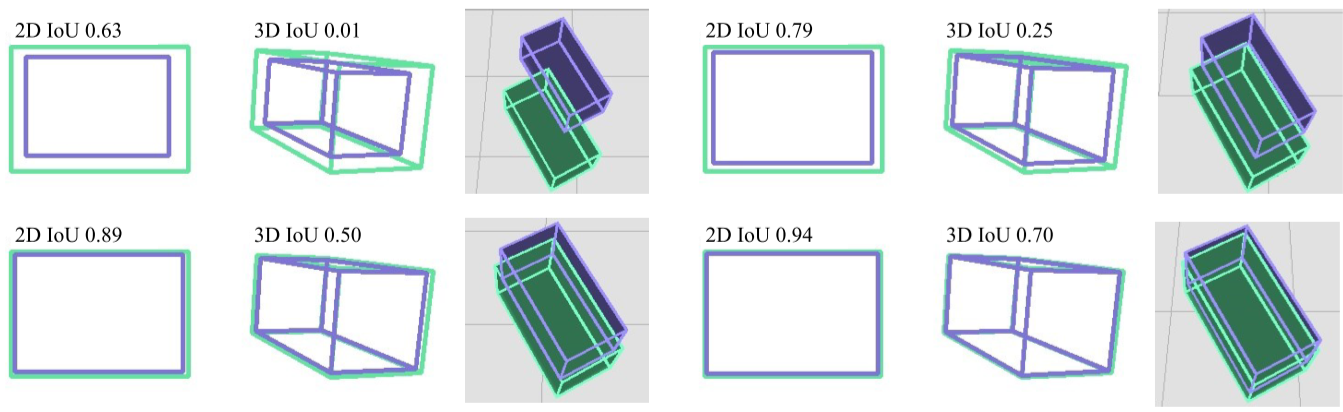 2D IoU 0.63
3D IoU 0.01
2D IoU 0.79
3D IoU 0.25
2D IoU 0.89
3D IoU 0.50
2D IoU 0.94
3D IoU 0.70